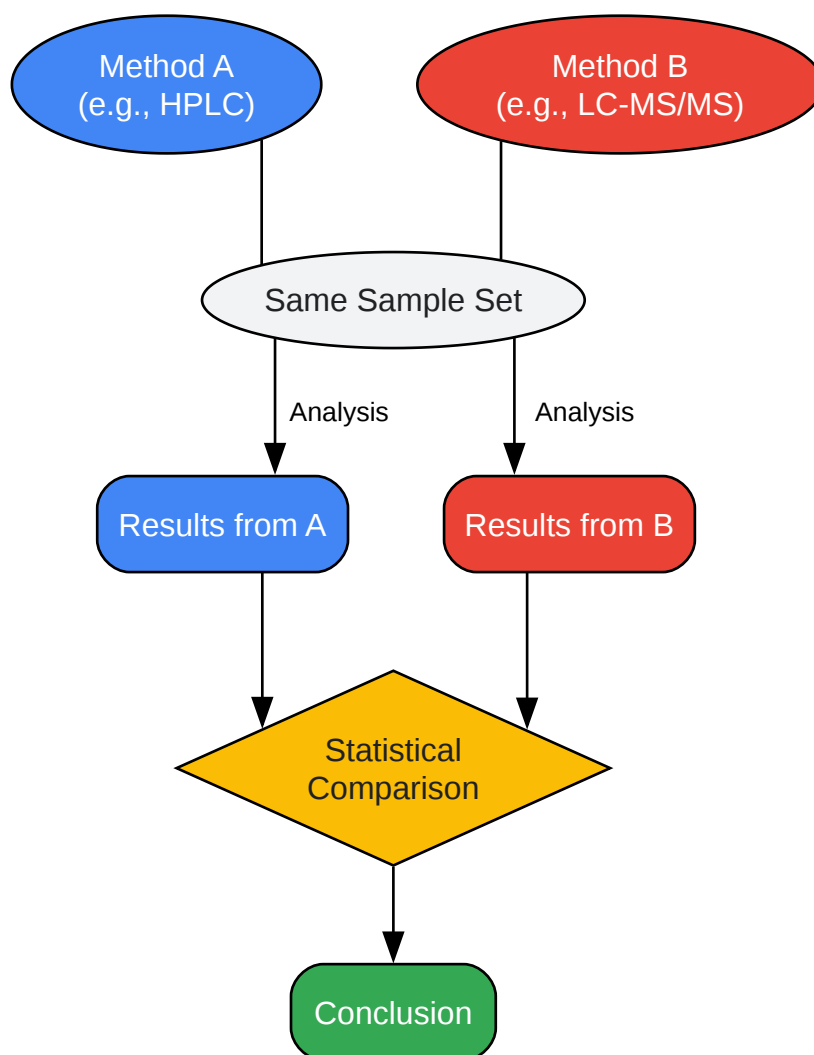 Method A
(e.g., HPLC)
Method B
(e.g., LC-MS/MS)
Same Sample Set
Analysis
Analysis
Results from A
Results from B
Statistical
Comparison
Conclusion